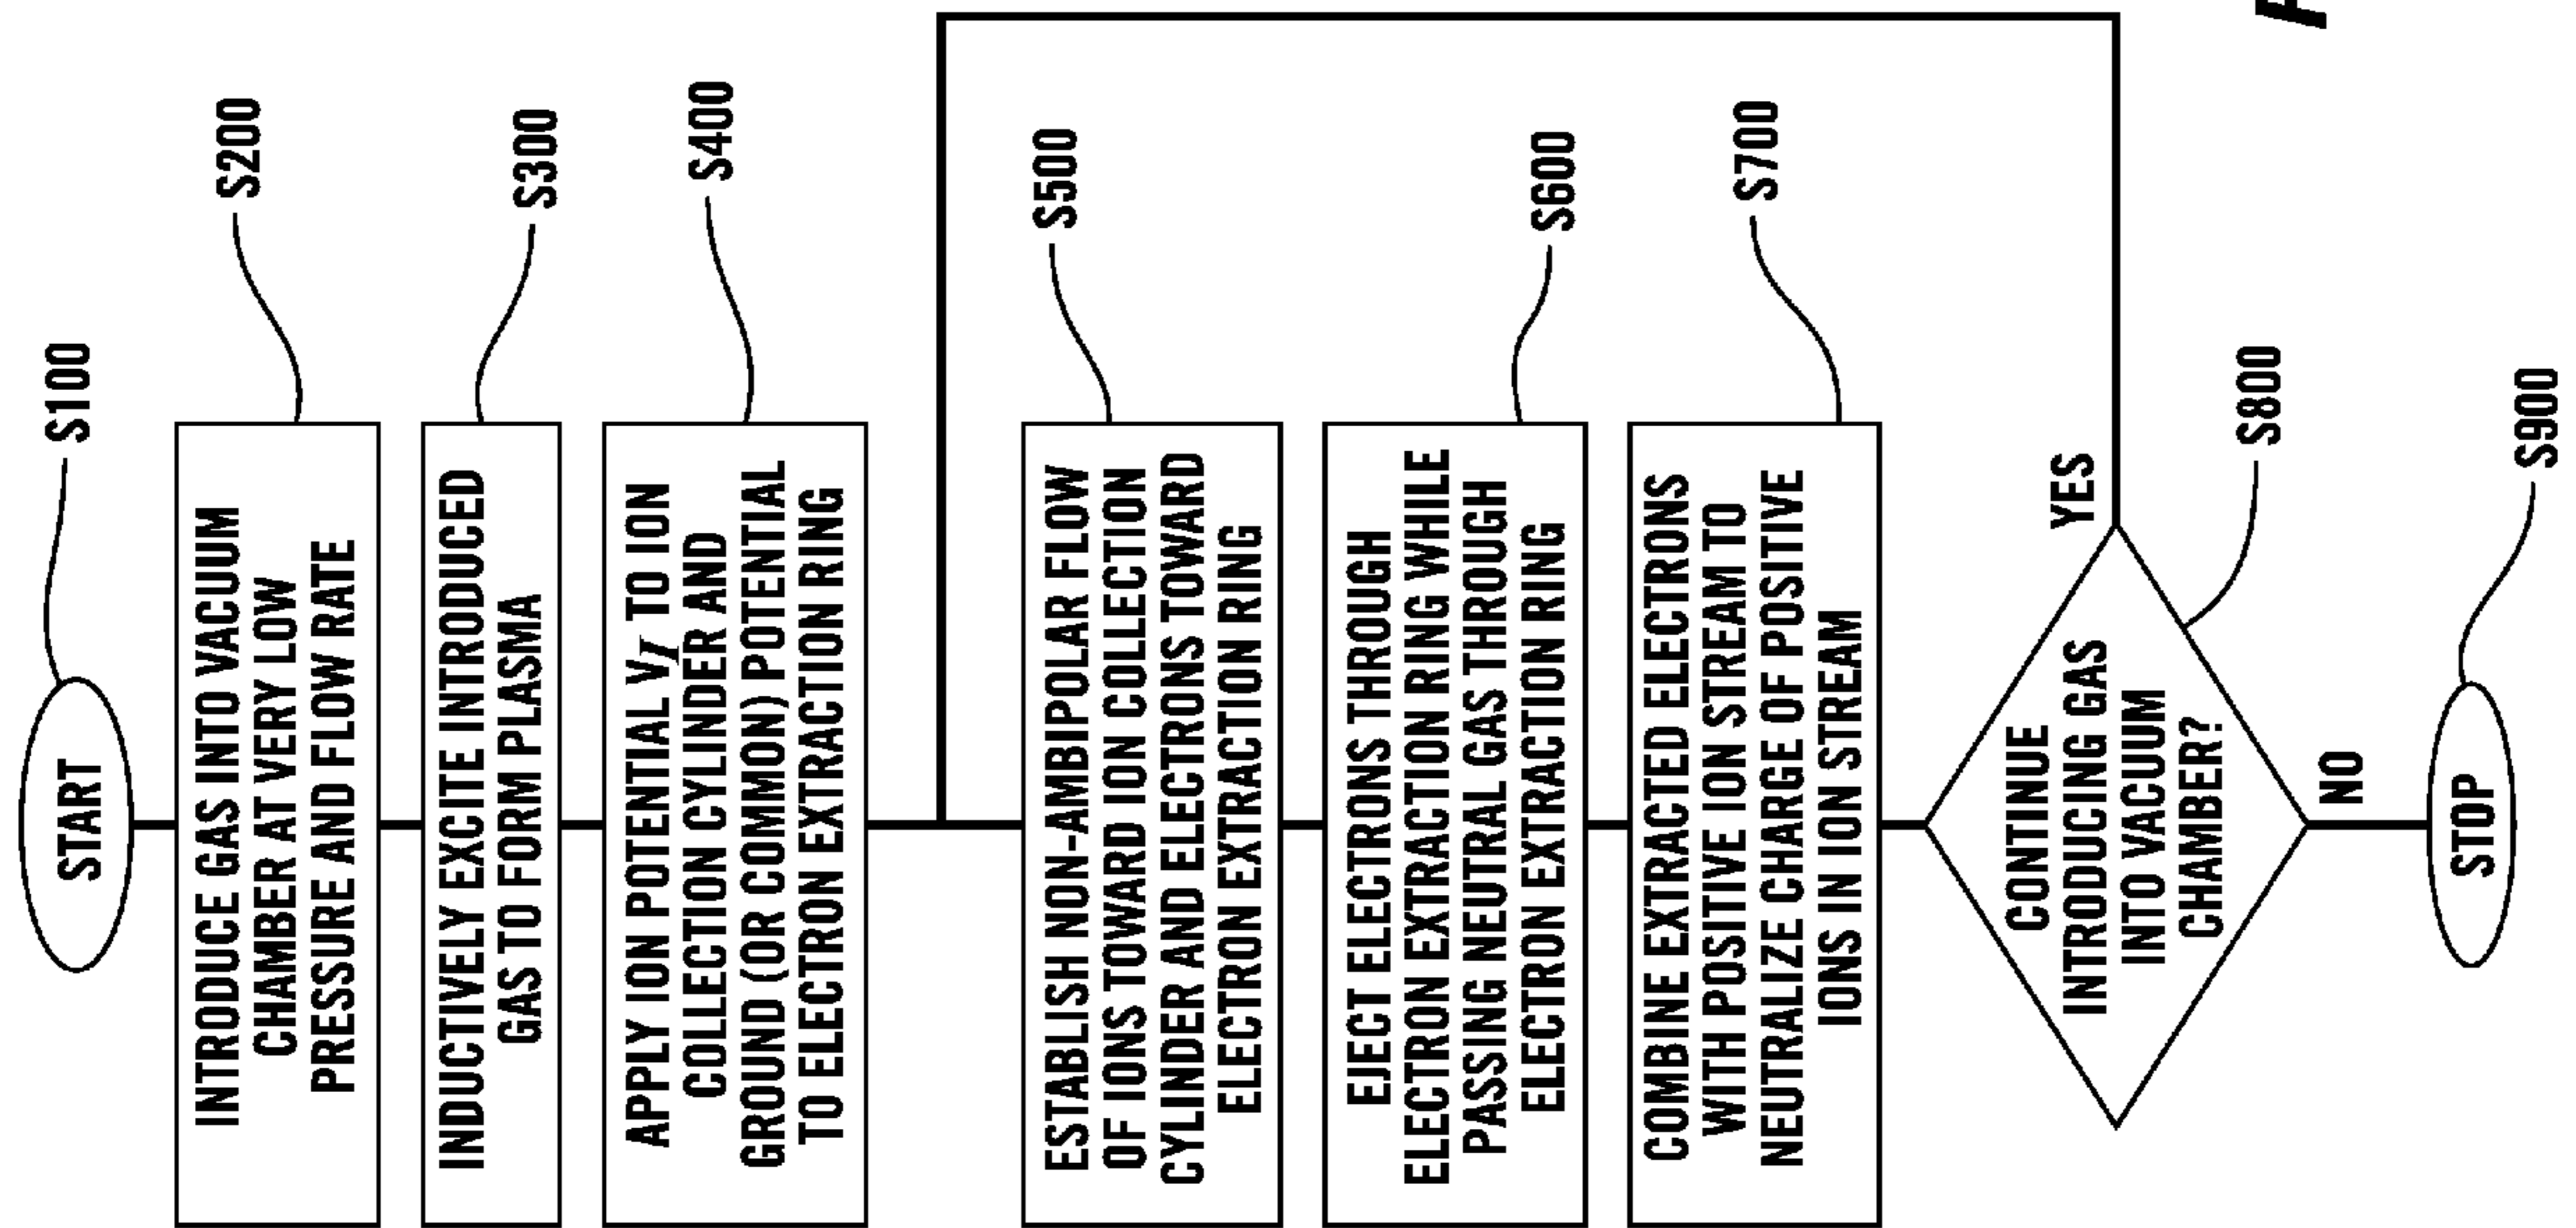 START
S100
INTRODUCE GAS INTO VACUUM
CHAMBER AT VERY LOW
PRESSURE AND FLOW RATE
S200
INDUCTIVELY EXCITE INTRODUCED
GAS TO FORM PLASMA
S300
APPLY ION POTENTIAL VI TO ION
COLLECTION CYLINDER AND
GROUND (OR COMMON) POTENTIAL
TO ELECTRON EXTRACTION RING
S400
ESTABLISH NON-AMBIPOLAR FLOW
OF IONS TOWARD ION COLLECTION
CYLINDER AND ELECTRONS TOWARD
ELECTRON EXTRACTION RING
S500
EJECT ELECTRONS THROUGH
ELECTRON EXTRACTION RING WHILE
PASSING NEUTRAL GAS THROUGH
ELECTRON EXTRACTION RING
S600
COMBINE EXTRACTED ELECTRONS
WITH POSITIVE ION STREAM TO
NEUTRALIZE CHARGE OF POSITIVE
IONS IN ION STREAM
S700
CONTINUE
INTRODUCING GAS
INTO VACUUM
CHAMBER?
YES
S800
NO
STOP
S900